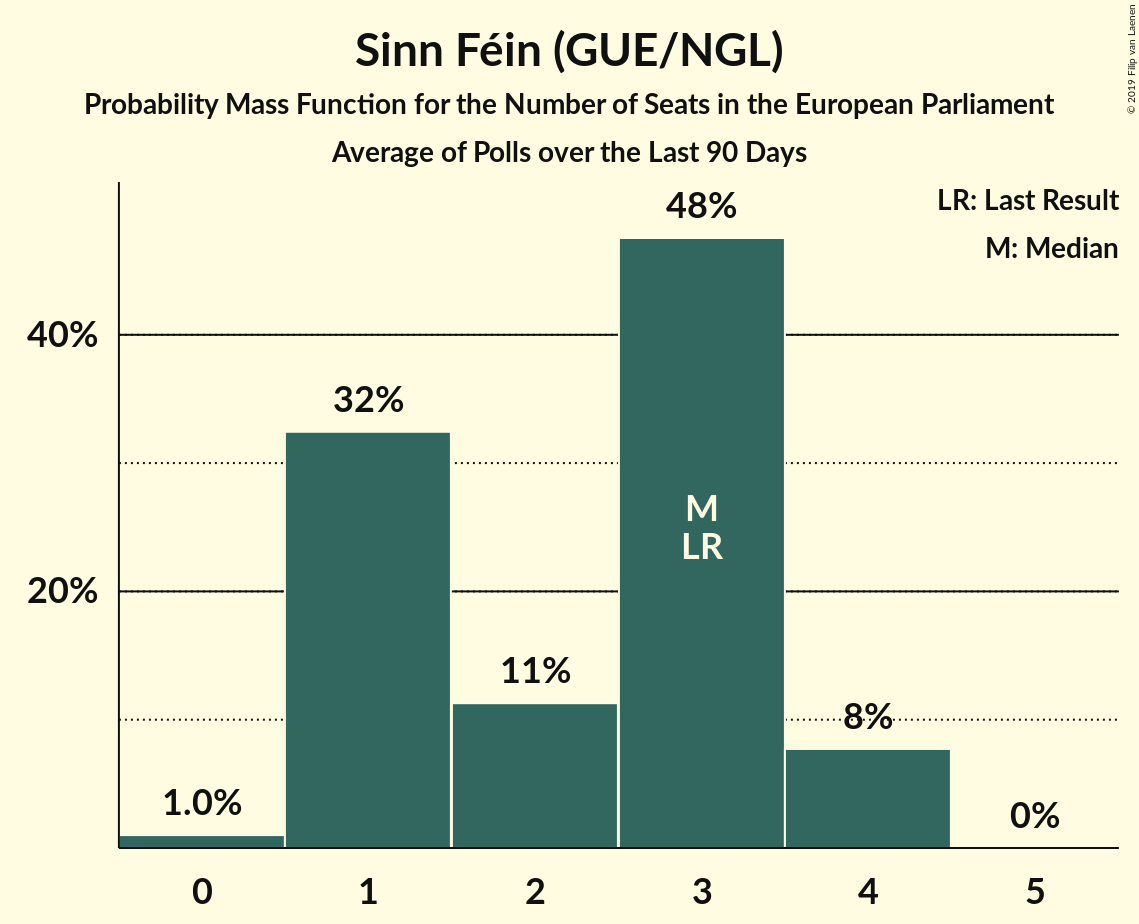 Sinn Féin (GUE/NGL)
Probability Mass Function for the Number of Seats in the European Parliament
Average of Polls over the Last 90 Days
© 2019 Filip van Laenen
LR: Last Result
M: Median
48%
40%
32%
M
LR
20%
11%
8%
1.0%
0%
0 1 2 3 4 5